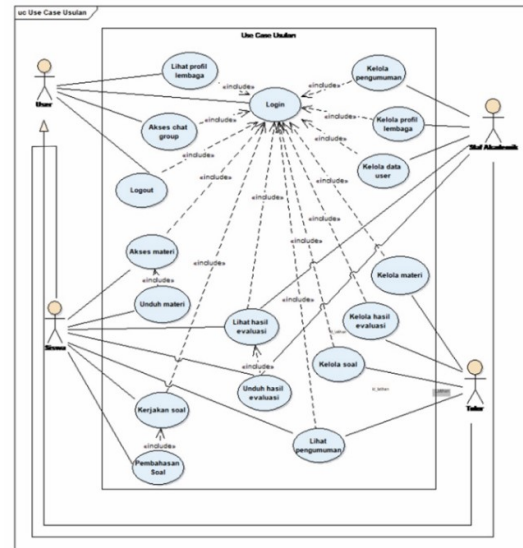 uc Use Case Usulan
Use Case Usulan
User
Lihat profil
lembaga
«include»
Login
«include»
Kelola
pengumuman
«include»
Kelola profil
lembaga
Staf Akademik
Akses chat
group
«include»
«include»
Kelola data
user
Logout
«include»
«include»
«include»
«include»
«include»
«include»
«include»
«include»
Akses materi
«include»
Unduh materi
Kelola materi
Siswa
Lihat hasil
evaluasi
Kelola hasil
evaluasi
«include»
Kelola soal
Unduh hasil
evaluasi
Tutor
Kerjakan soal
«include»
Pembahasan
Soal
Lihat
pengumuman